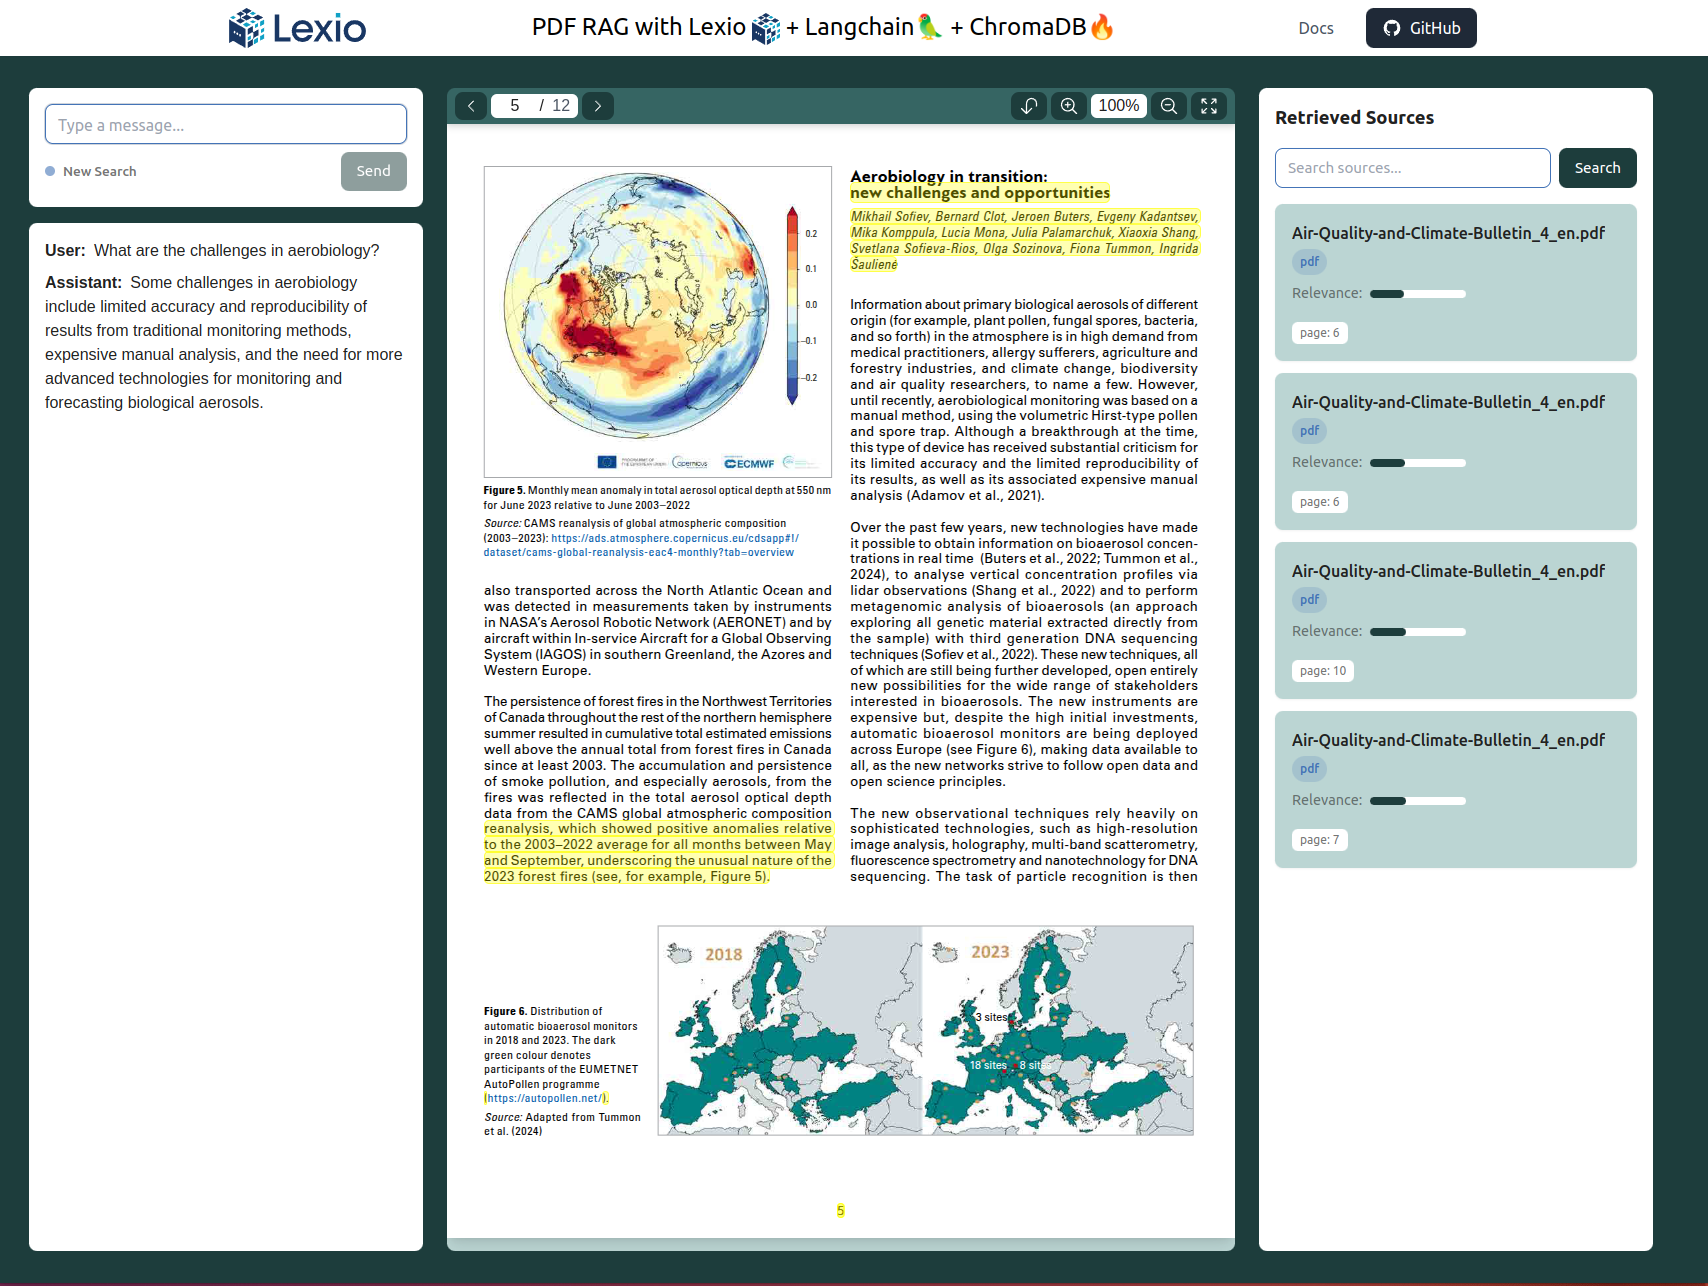 Lexio
PDF RAG with Lexio + Langchain🦜 + ChromaDB🔥
Docs
GitHub
Type a message...
New Search
Send
User: What are the challenges in aerobiology?
Assistant: Some challenges in aerobiology
include limited accuracy and reproducibility of
results from traditional monitoring methods,
expensive manual analysis, and the need for more
advanced technologies for monitoring and
forecasting biological aerosols.
5 / 12
100%
0.2
0.1
0.0
-0.1
-0.2
Copernicus
ECMWF
Figure 5. Monthly mean anomaly in total aerosol optical depth at 550 nm
for June 2023 relative to June 2003–2022
Source: CAMS reanalysis of global atmospheric composition
(2003–2023): https://ads.atmosphere.copernicus.eu/cdsapp#!/
dataset/cams-global-reanalysis-eac4-monthly?tab=overview
also transported across the North Atlantic Ocean and
was detected in measurements taken by instruments
in NASA's Aerosol Robotic Network (AERONET) and by
aircraft within In-service Aircraft for a Global Observing
System (IAGOS) in southern Greenland, the Azores and
Western Europe.
The persistence of forest fires in the Northwest Territories
of Canada throughout the rest of the northern hemisphere
summer resulted in cumulative total estimated emissions
well above the annual total from forest fires in Canada
since at least 2003. The accumulation and persistence
of smoke pollution, and especially aerosols, from the
fires was reflected in the total aerosol optical depth
data from the CAMS global atmospheric composition
reanalysis, which showed positive anomalies relative
to the 2003–2022 average for all months between May
and September, underscoring the unusual nature of the
2023 forest fires (see, for example, Figure 5).
Aerobiology in transition:
new challenges and opportunities
Mikhail Sofiev, Bernard Clot, Jeroen Buters, Evgeny Kadantsev,
Mika Komppula, Lucia Mona, Julia Palamarchuk, Xiaoxia Shang,
Svetlana Sofieva-Rios, Olga Sozinova, Fiona Tummon, Ingrida
Šaulienė
Information about primary biological aerosols of different
origin (for example, plant pollen, fungal spores, bacteria,
and so forth) in the atmosphere is in high demand from
medical practitioners, allergy sufferers, agriculture and
forestry industries, and climate change, biodiversity
and air quality researchers, to name a few. However,
until recently, aerobiological monitoring was based on a
manual method, using the volumetric Hirst-type pollen
and spore trap. Although a breakthrough at the time,
this type of device has received substantial criticism for
its limited accuracy and the limited reproducibility of
its results, as well as its associated expensive manual
analysis (Adamov et al., 2021).
Over the past few years, new technologies have made
it possible to obtain information on bioaerosol concen-
trations in real time (Buters et al., 2022; Tummon et al.,
2024), to analyse vertical concentration profiles via
lidar observations (Shang et al., 2022) and to perform
metagenomic analysis of bioaerosols (an approach
exploring all genetic material extracted directly from
the sample) with third generation DNA sequencing
techniques (Sofiev et al., 2022). These new techniques, all
of which are still being further developed, open entirely
new possibilities for the wide range of stakeholders
interested in bioaerosols. The new instruments are
expensive but, despite the high initial investments,
automatic bioaerosol monitors are being deployed
across Europe (see Figure 6), making data available to
all, as the new networks strive to follow open data and
open science principles.
The new observational techniques rely heavily on
sophisticated technologies, such as high-resolution
image analysis, holography, multi-band scatterometry,
fluorescence spectrometry and nanotechnology for DNA
sequencing. The task of particle recognition is then
Figure 6. Distribution of
automatic bioaerosol monitors
in 2018 and 2023. The dark
green colour denotes
participants of the EUMETNET
AutoPollen programme
(https://autopollen.net/).
Source: Adapted from Tummon
et al. (2024)
2018
2023
3 sites
18 sites
8 sites
5
Retrieved Sources
Search sources...
Search
Air-Quality-and-Climate-Bulletin_4_en.pdf
pdf
Relevance:
page: 6
Air-Quality-and-Climate-Bulletin_4_en.pdf
pdf
Relevance:
page: 6
Air-Quality-and-Climate-Bulletin_4_en.pdf
pdf
Relevance:
page: 10
Air-Quality-and-Climate-Bulletin_4_en.pdf
pdf
Relevance:
page: 7